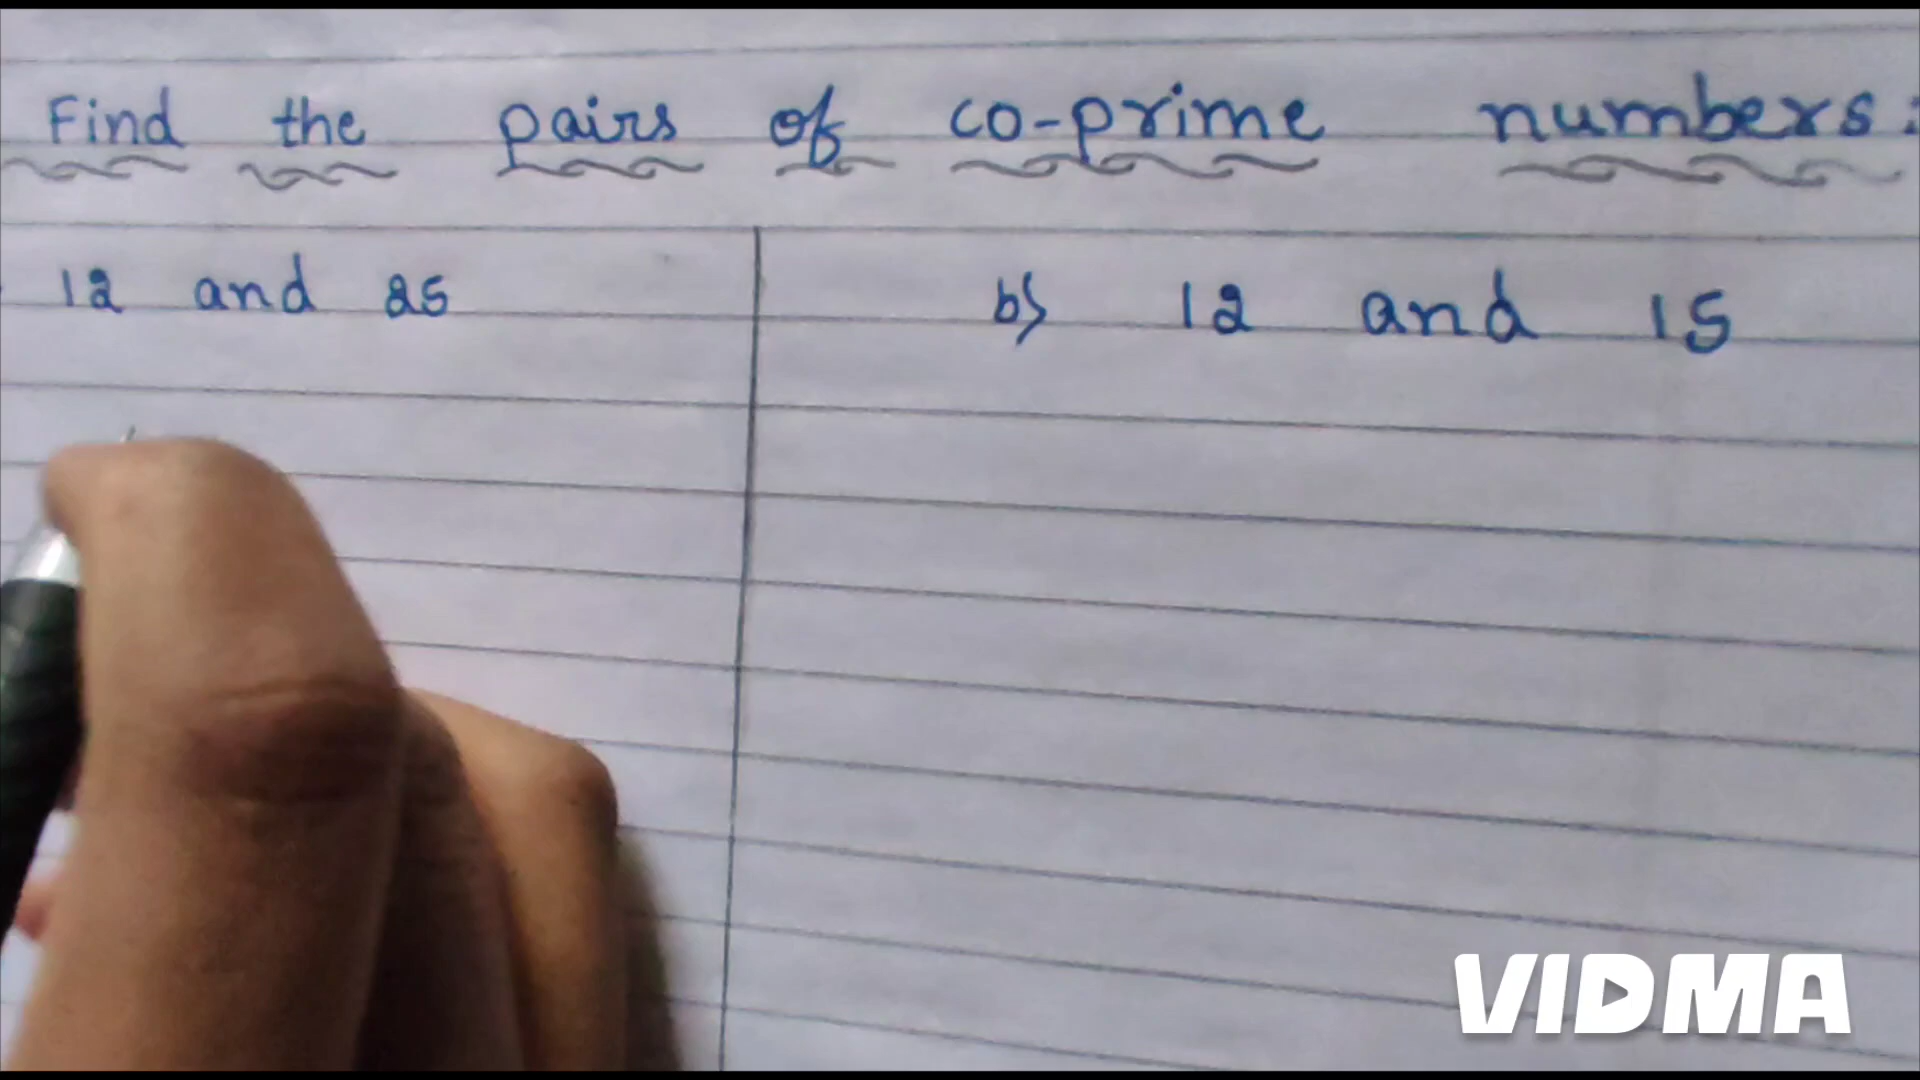 Find the pairs of co-prime numbers:
12 and 25
b) 12 and 15
VIDMA